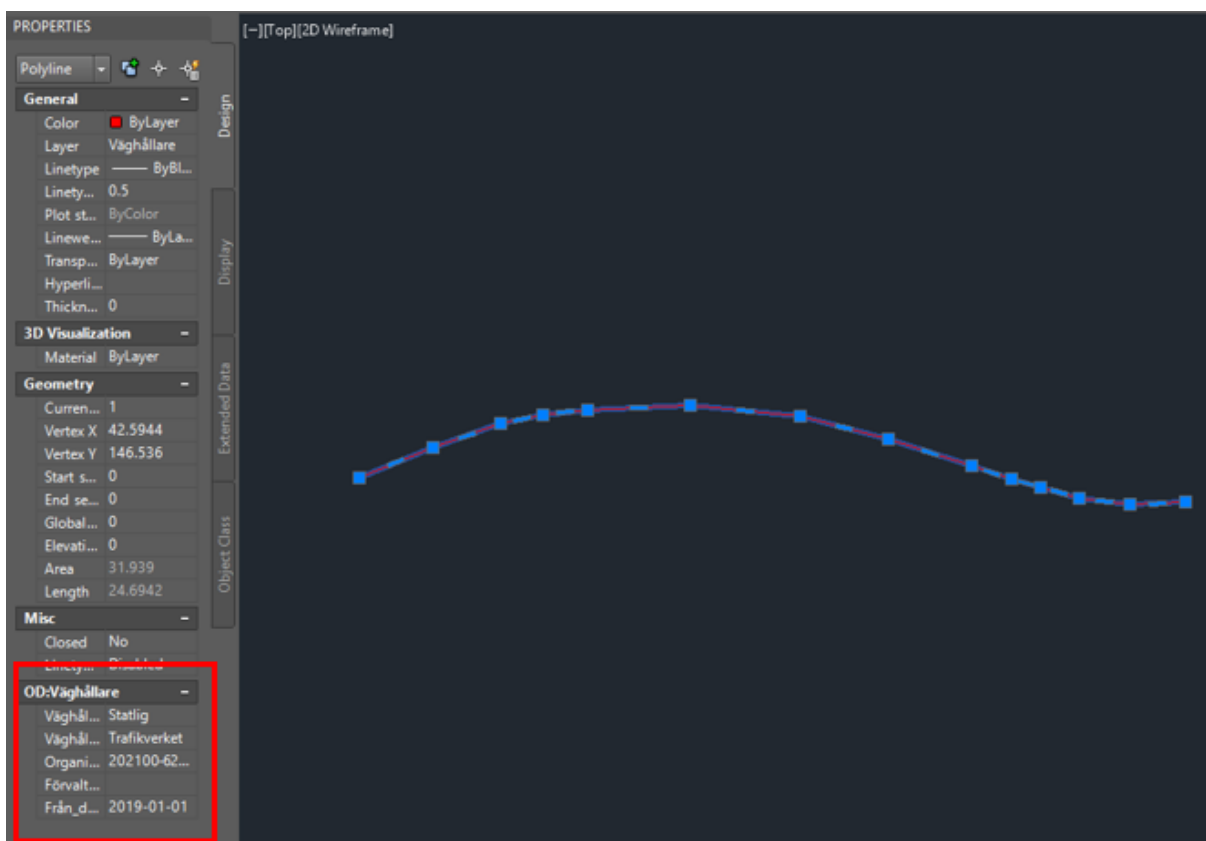 PROPERTIES
[−][Top][2D Wireframe]
Polyline
General −
Color ByLayer
Layer Väghållare
Linetype ByBl...
Linety... 0.5
Plot st... ByColor
Linewe... ByLa...
Transp... ByLayer
Hyperli...
Thickn... 0
3D Visualization −
Material ByLayer
Geometry −
Curren... 1
Vertex X 42.5944
Vertex Y 146.536
Start s... 0
End se... 0
Global... 0
Elevati... 0
Area 31.939
Length 24.6942
Misc −
Closed No
Linety... Disabled
OD:Väghållare −
Väghål... Statlig
Väghål... Trafikverket
Organi... 202100-62...
Förvalt...
Från_d... 2019-01-01
Design
Display
Extended Data
Object Class